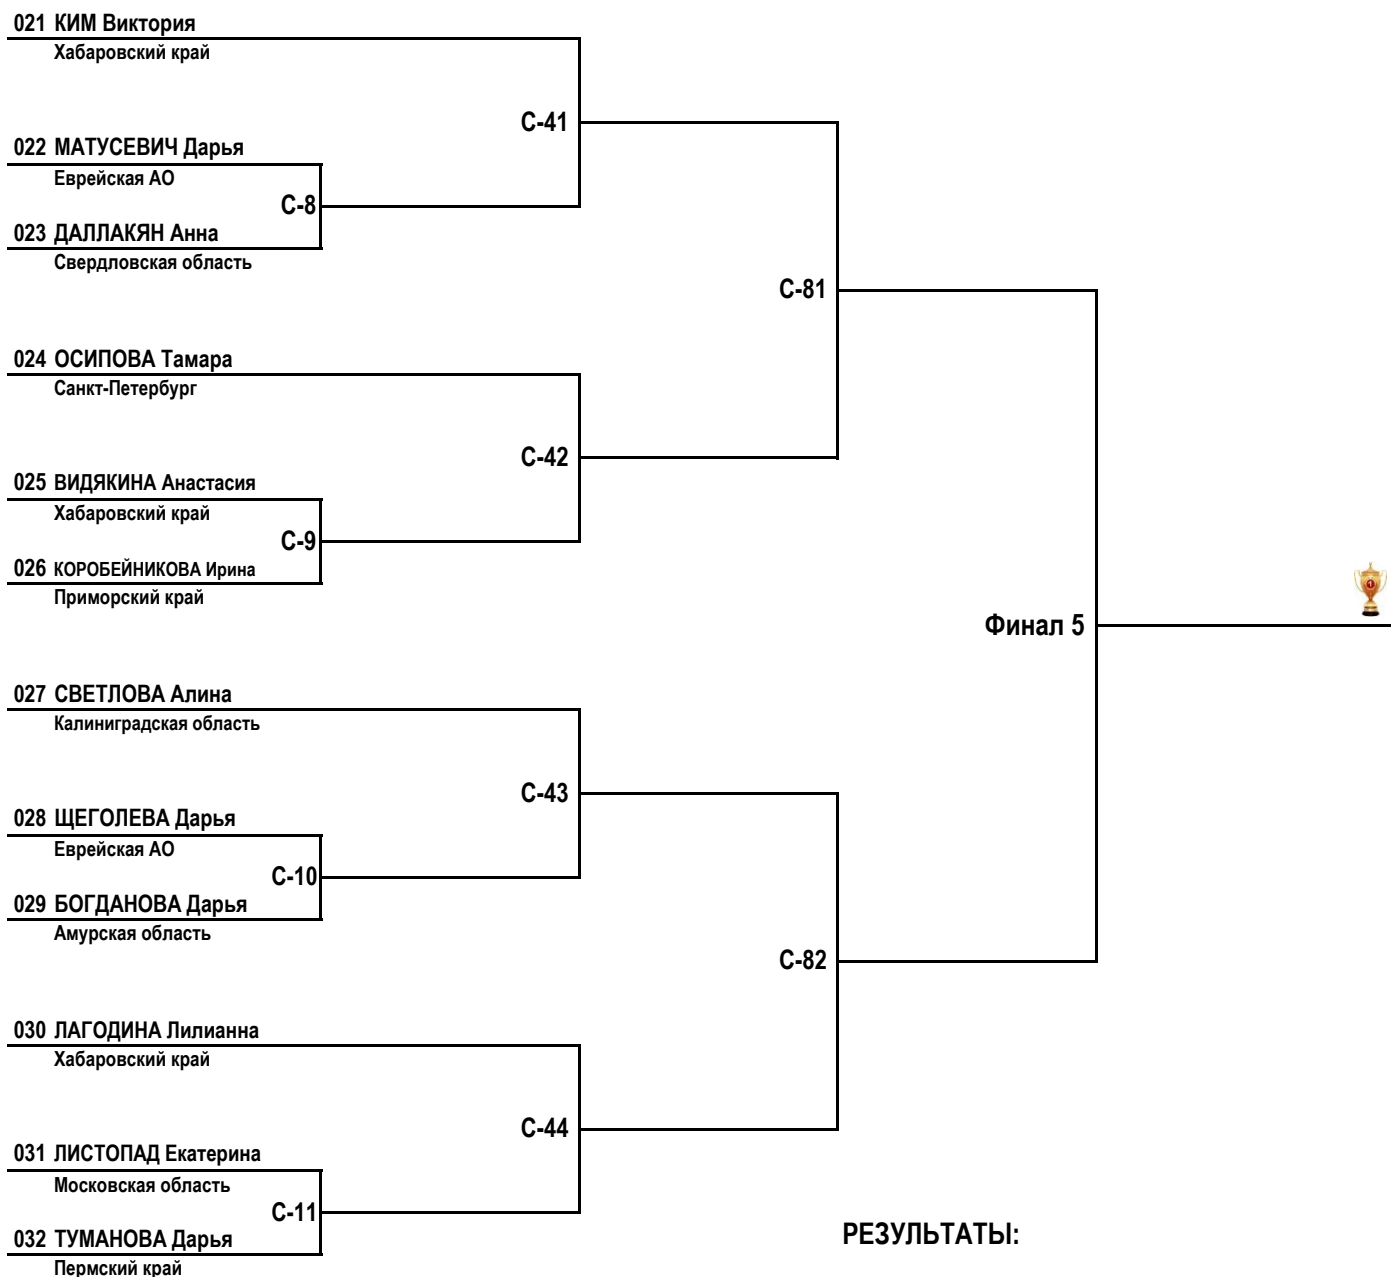 021 КИМ Виктория
Хабаровский край
С-41
022 МАТУСЕВИЧ Дарья
Еврейская АО
С-8
023 ДАЛЛАКЯН Анна
Свердловская область
С-81
024 ОСИПОВА Тамара
Санкт-Петербург
С-42
025 ВИДЯКИНА Анастасия
Хабаровский край
С-9
026 КОРОБЕЙНИКОВА Ирина
Приморский край
1
Финал 5
027 СВЕТЛОВА Алина
Калиниградская область
С-43
028 ЩЕГОЛЕВА Дарья
Еврейская АО
С-10
029 БОГДАНОВА Дарья
Амурская область
С-82
030 ЛАГОДИНА Лилианна
Хабаровский край
С-44
031 ЛИСТОПАД Екатерина
Московская область
С-11
032 ТУМАНОВА Дарья
Пермский край
РЕЗУЛЬТАТЫ: